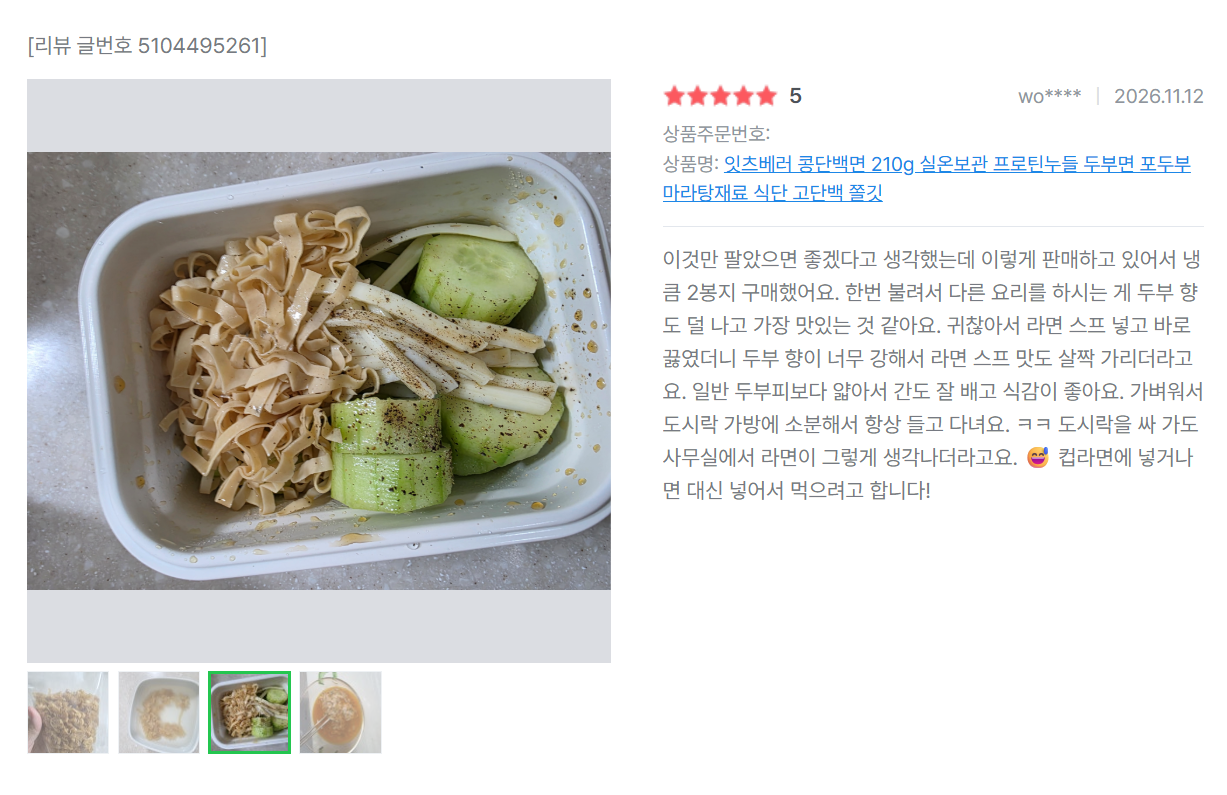 [리뷰 글번호 5104495261]
5
wo**** | 2026.11.12
상품주문번호:
상품명: 잇츠베러 콩단백면 210g 실온보관 프로틴누들 두부면 포두부
마라탕재료 식단 고단백 쫄깃
이것만 팔았으면 좋겠다고 생각했는데 이렇게 판매하고 있어서 냉
큼 2봉지 구매했어요. 한번 불려서 다른 요리를 하시는 게 두부 향
도 덜 나고 가장 맛있는 것 같아요. 귀찮아서 라면 스프 넣고 바로
끓였더니 두부 향이 너무 강해서 라면 스프 맛도 살짝 가리더라고
요. 일반 두부피보다 얇아서 간도 잘 배고 식감이 좋아요. 가벼워서
도시락 가방에 소분해서 항상 들고 다녀요. ㅋㅋ 도시락을 싸 가도
사무실에서 라면이 그렇게 생각나더라고요. 😅 컵라면에 넣거나
면 대신 넣어서 먹으려고 합니다!